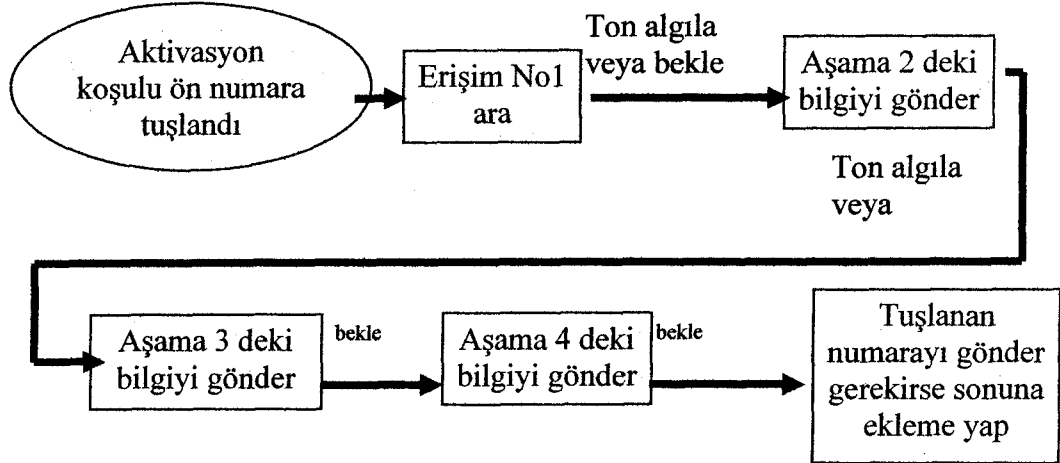 Aktivasyon
koşulu ön numara
tuşlandı
Erişim No1
ara
Ton algıla
veya bekle
Aşama 2 deki
bilgiyi gönder
Ton algıla
veya
Aşama 3 deki
bilgiyi gönder
bekle
Aşama 4 deki
bilgiyi gönder
bekle
Tuşlanan
numarayı gönder
gerekirse sonuna
ekleme yap